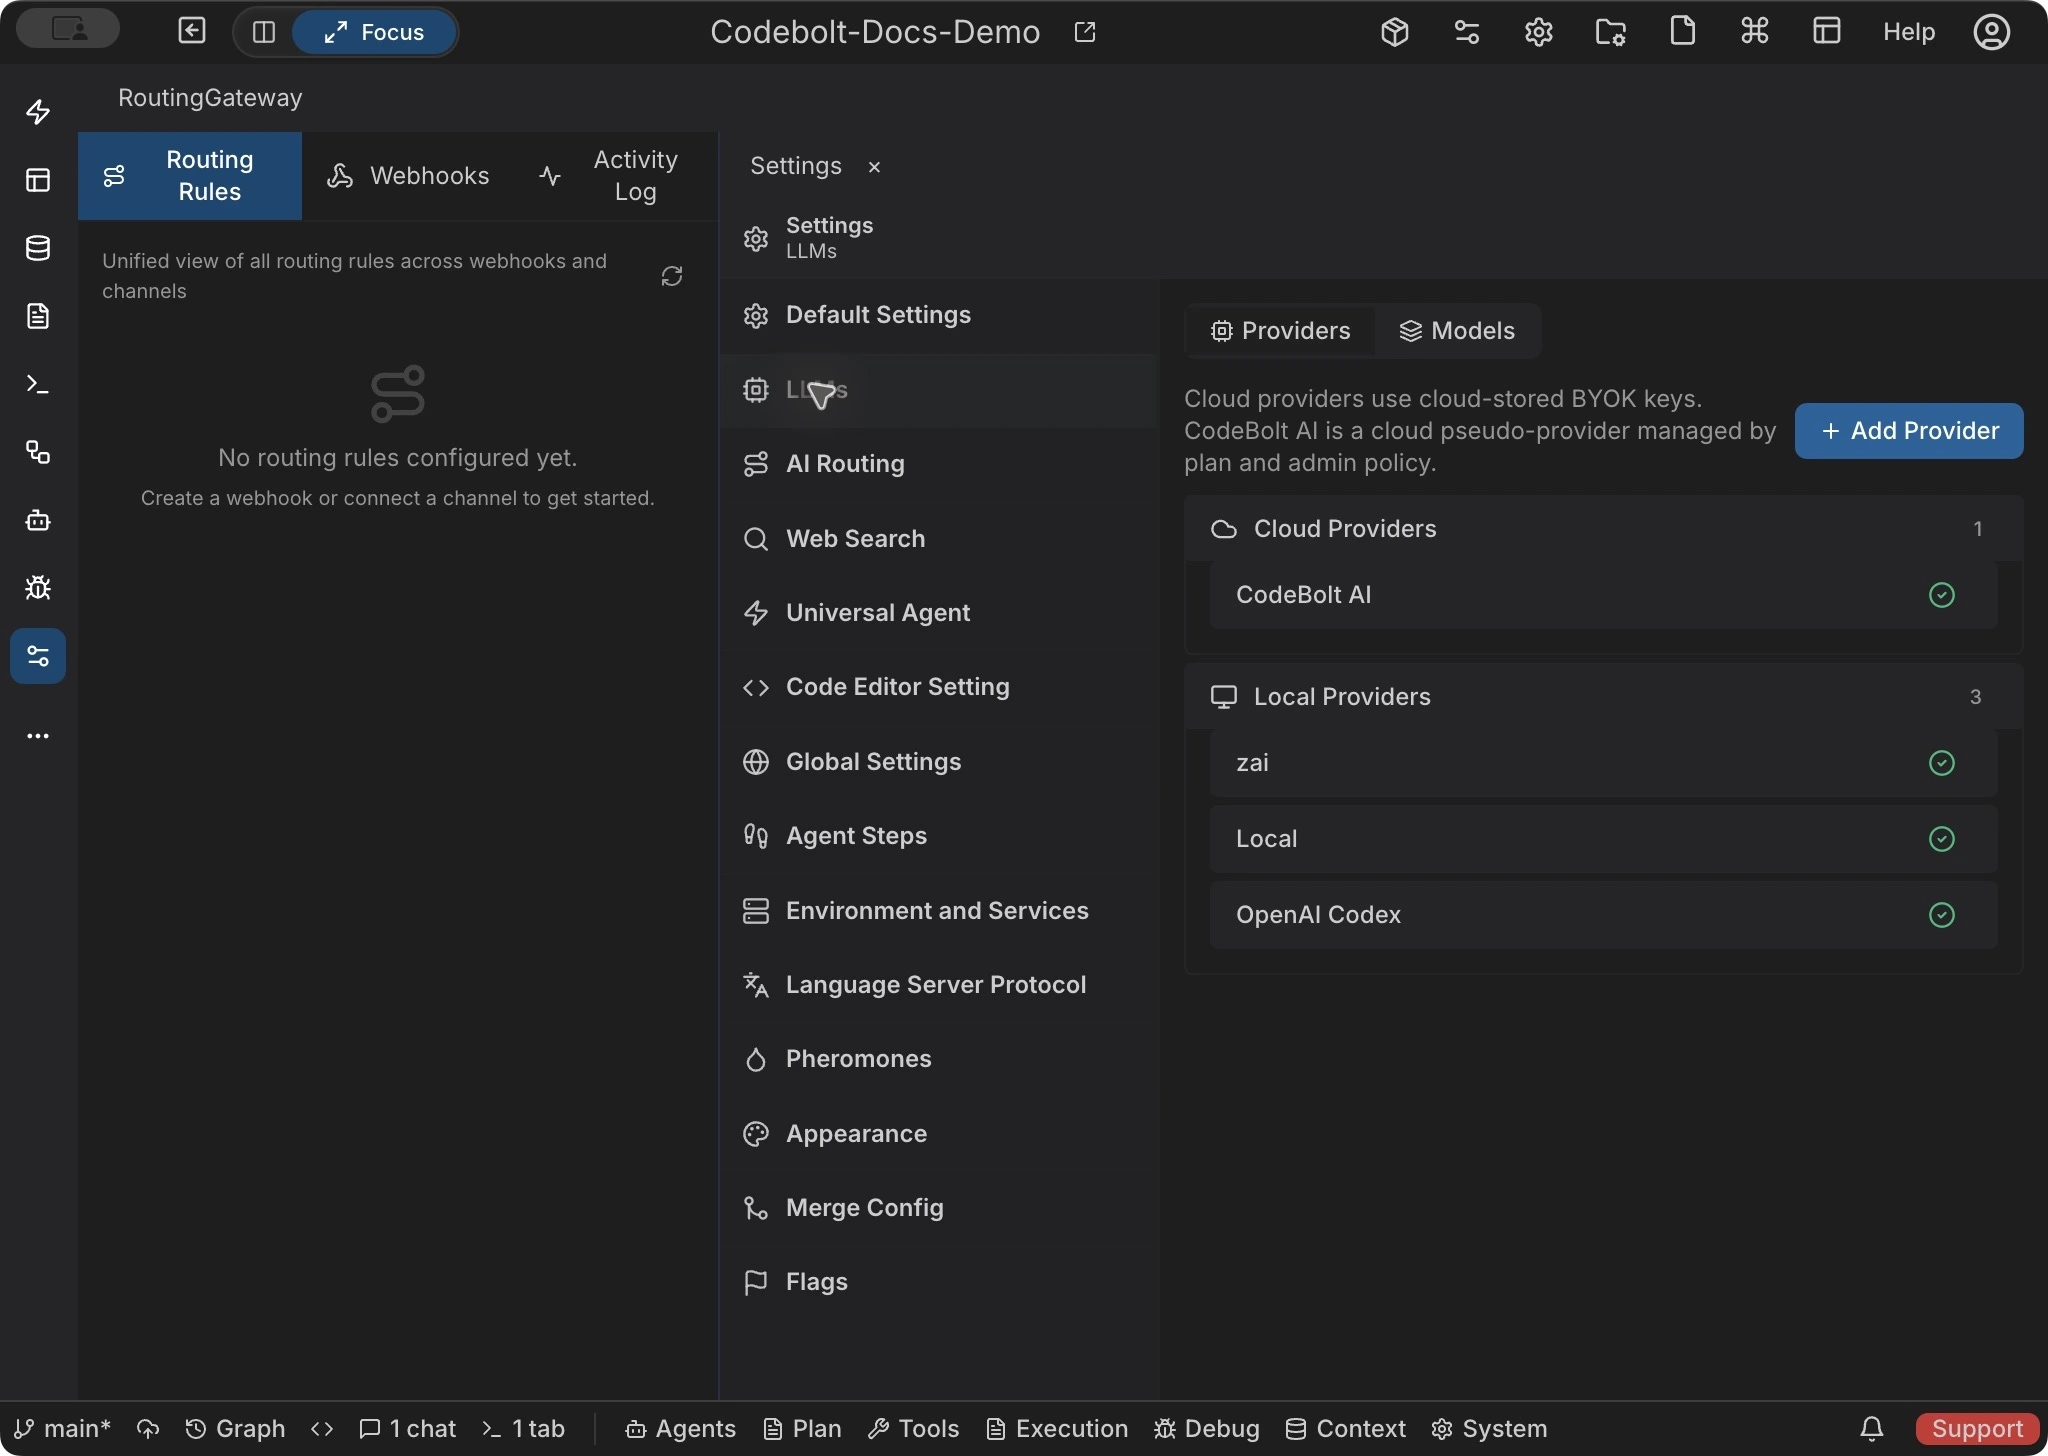 Focus
Codebolt-Docs-Demo
Help
RoutingGateway
Routing
Rules
Webhooks
Activity
Log
Unified view of all routing rules across webhooks and
channels
No routing rules configured yet.
Create a webhook or connect a channel to get started.
Settings
Settings
LLMs
Default Settings
LLMs
AI Routing
Web Search
Universal Agent
Code Editor Setting
Global Settings
Agent Steps
Environment and Services
Language Server Protocol
Pheromones
Appearance
Merge Config
Flags
Providers
Models
Cloud providers use cloud-stored BYOK keys.
CodeBolt AI is a cloud pseudo-provider managed by
plan and admin policy.
Add Provider
Cloud Providers 1
CodeBolt AI
Local Providers 3
zai
Local
OpenAI Codex
main* Graph 1 chat 1 tab Agents Plan Tools Execution Debug Context System Support